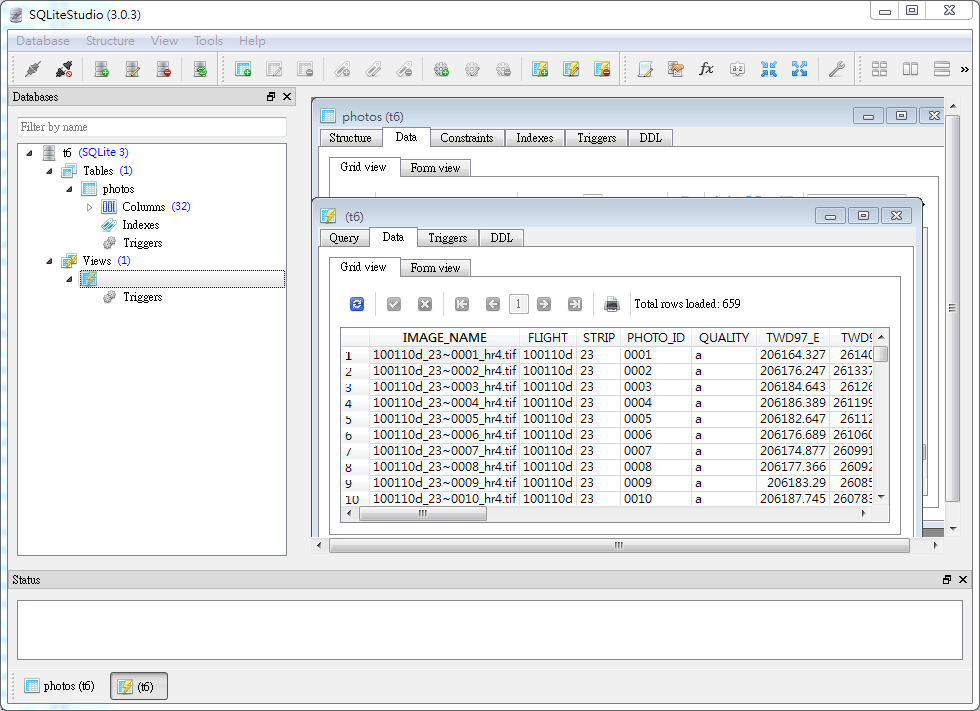 SQLiteStudio (3.0.3)
Database Structure View Tools Help
Databases
Filter by name
t6 (SQLite 3)
Tables (1)
photos
Columns (32)
Indexes
Triggers
Views (1)
Triggers
photos (t6)
Structure Data Constraints Indexes Triggers DDL
Grid view Form view
(t6)
Query Data Triggers DDL
Grid view Form view
1 Total rows loaded: 659
IMAGE_NAME FLIGHT STRIP PHOTO_ID QUALITY TWD97_E TWD9
1 100110d_23~0001_hr4.tif 100110d 23 0001 a 206164.327 26140
2 100110d_23~0002_hr4.tif 100110d 23 0002 a 206176.247 261337
3 100110d_23~0003_hr4.tif 100110d 23 0003 a 206184.643 26126
4 100110d_23~0004_hr4.tif 100110d 23 0004 a 206186.389 261199
5 100110d_23~0005_hr4.tif 100110d 23 0005 a 206182.647 26112
6 100110d_23~0006_hr4.tif 100110d 23 0006 a 206176.689 261060
7 100110d_23~0007_hr4.tif 100110d 23 0007 a 206174.877 260991
8 100110d_23~0008_hr4.tif 100110d 23 0008 a 206177.366 26092
9 100110d_23~0009_hr4.tif 100110d 23 0009 a 206183.29 26085
10 100110d_23~0010_hr4.tif 100110d 23 0010 a 206187.745 260783
Status
photos (t6) (t6)